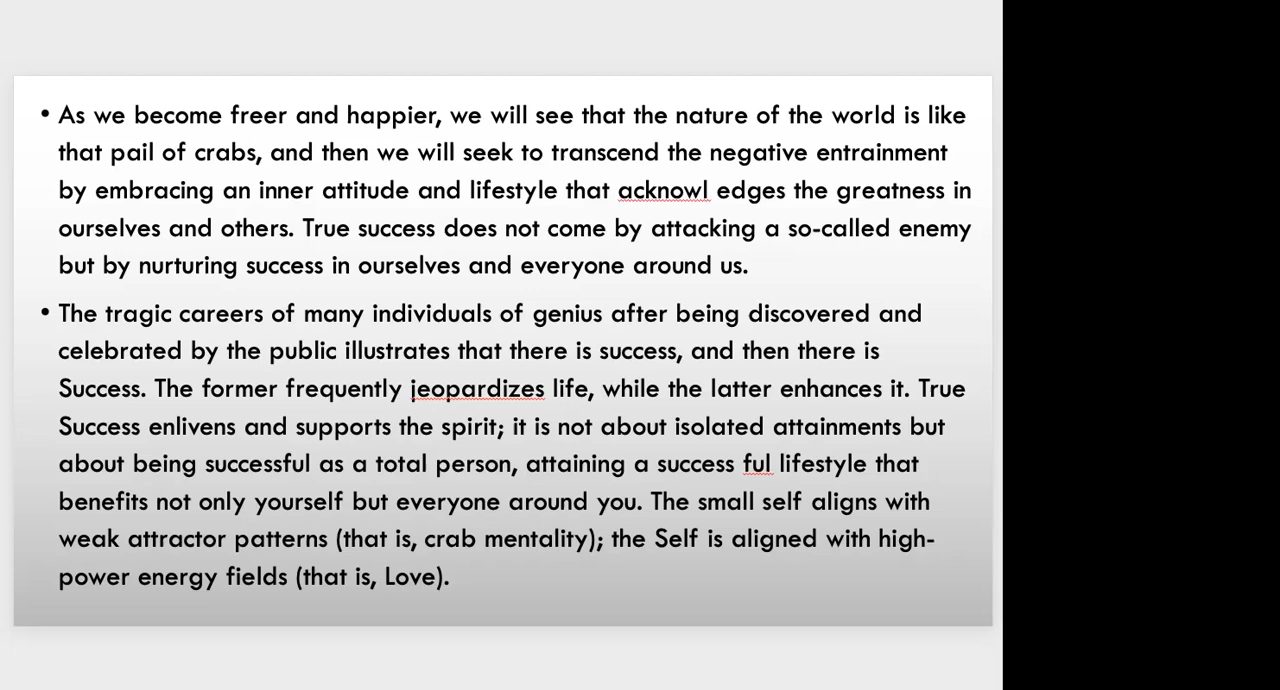 • As we become freer and happier, we will see that the nature of the world is like
that pail of crabs, and then we will seek to transcend the negative entrainment
by embracing an inner attitude and lifestyle that acknowl edges the greatness in
ourselves and others. True success does not come by attacking a so-called enemy
but by nurturing success in ourselves and everyone around us.
• The tragic careers of many individuals of genius after being discovered and
celebrated by the public illustrates that there is success, and then there is
Success. The former frequently jeopardizes life, while the latter enhances it. True
Success enlivens and supports the spirit; it is not about isolated attainments but
about being successful as a total person, attaining a success ful lifestyle that
benefits not only yourself but everyone around you. The small self aligns with
weak attractor patterns (that is, crab mentality); the Self is aligned with high-
power energy fields (that is, Love).